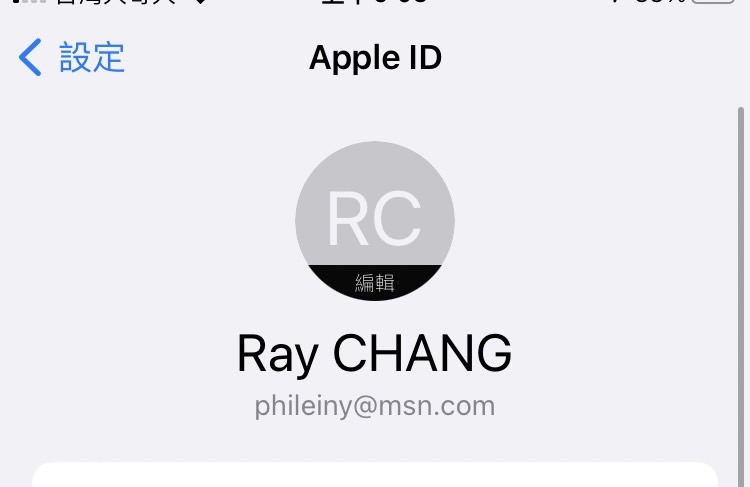 設定
Apple ID
RC
編輯
Ray CHANG
phileiny@msn.com